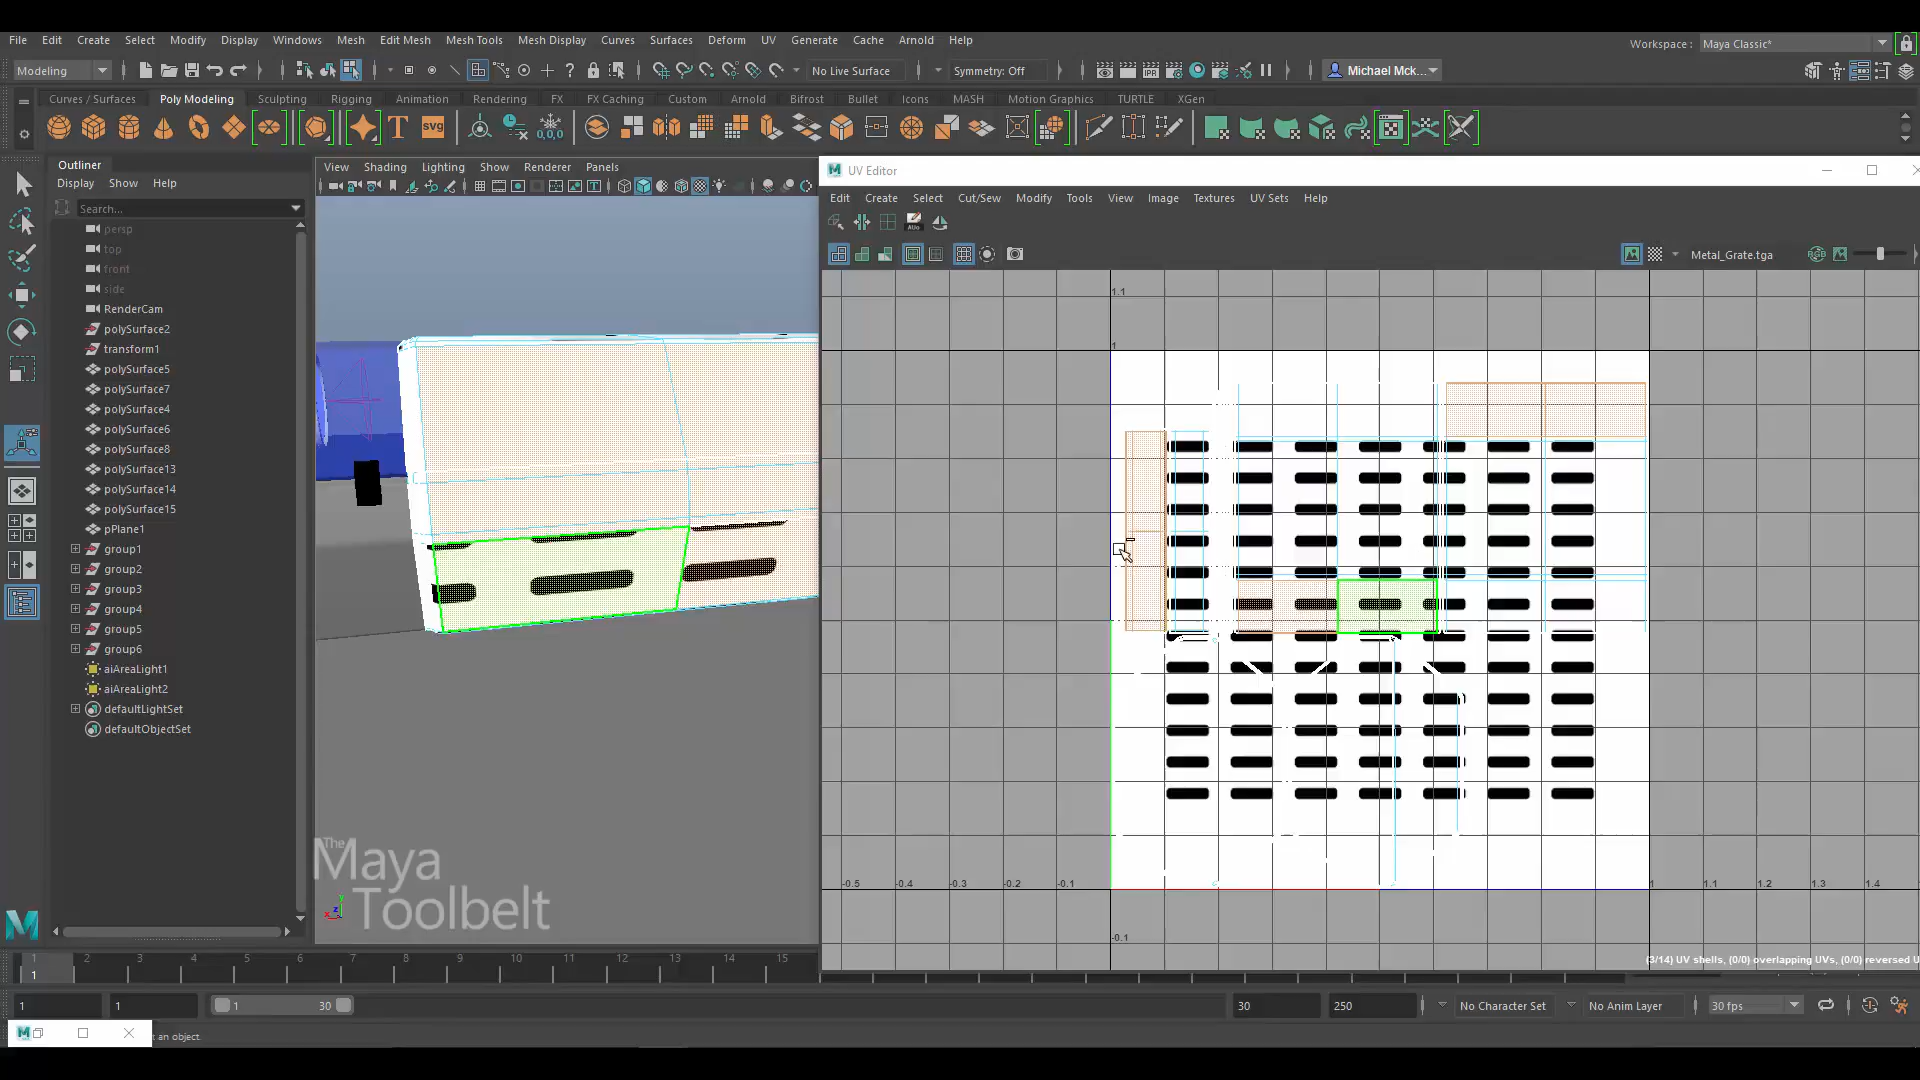 File Edit Create Select Modify Display Windows Mesh Edit Mesh Mesh Tools Mesh Display Curves Surfaces Deform UV Generate Cache Arnold Help
Workspace : Maya Classic*
Modeling No Live Surface Symmetry: Off Michael Mck...
Curves / Surfaces Poly Modeling Sculpting Rigging Animation Rendering FX FX Caching Custom Arnold Bifrost Bullet Icons MASH Motion Graphics TURTLE XGen
T svg 0,0,0
Outliner
Display Show Help
Search...
persp
top
front
side
RenderCam
polySurface2
transform1
polySurface5
polySurface7
polySurface4
polySurface6
polySurface8
polySurface13
polySurface14
polySurface15
pPlane1
group1
group2
group3
group4
group5
group6
aiAreaLight1
aiAreaLight2
defaultLightSet
defaultObjectSet
View Shading Lighting Show Renderer Panels
The
Maya
Toolbelt
UV Editor
Edit Create Select Cut/Sew Modify Tools View Image Textures UV Sets Help
Metal_Grate.tga
1.1
1
-0.5 -0.4 -0.3 -0.2 -0.1 1 1.1 1.2 1.3 1.4
-0.1
(3/14) UV shells, (0/0) overlapping UVs, (0/0) reversed U
1 2 3 4 5 6 7 8 9 10 11 12 13 14 15
1
1 1 1 30 30 250 No Character Set No Anim Layer 30 fps
t an object.